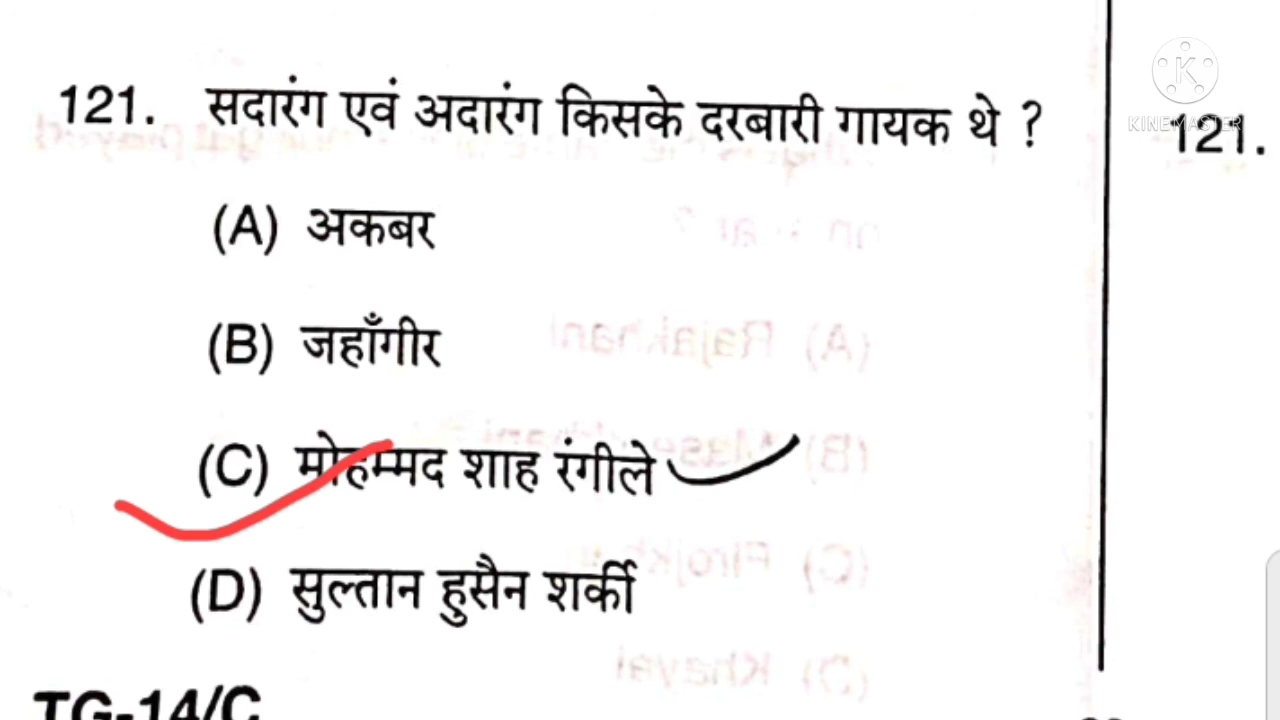 121. सदारंग एवं अदारंग किसके दरबारी गायक थे ?
(A) अकबर
(B) जहाँगीर
(C) मोहम्मद शाह रंगीले
(D) सुल्तान हुसैन शर्की
TG-14/C
K
KINEMASTER
121.